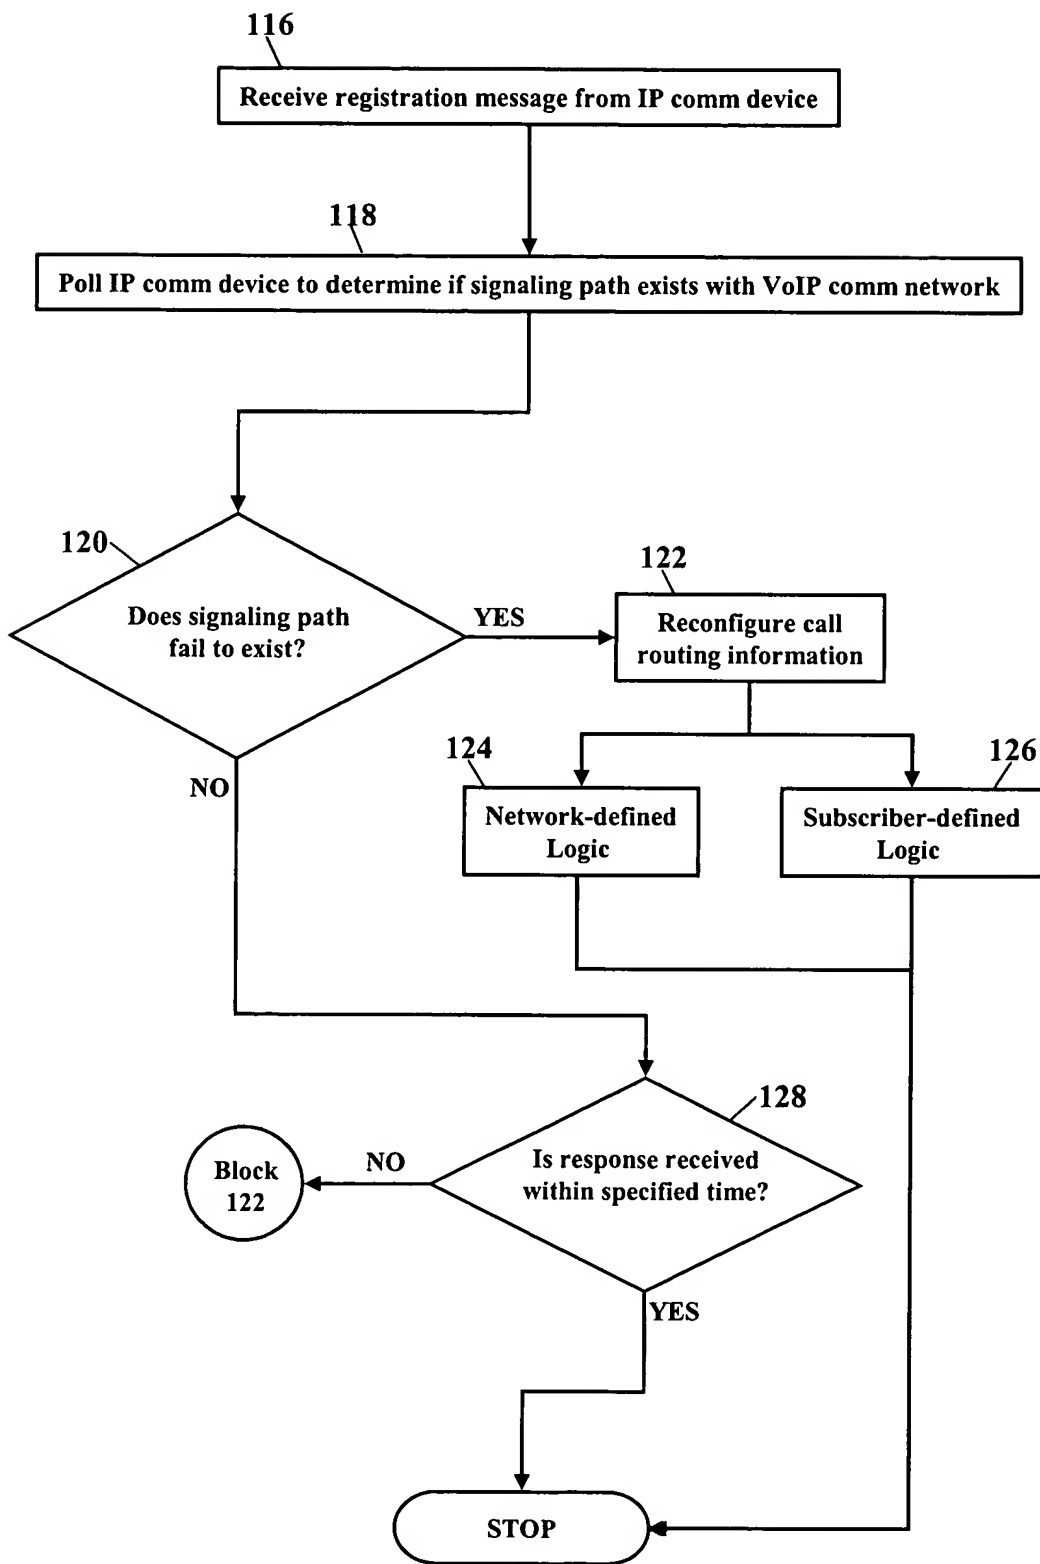 116
Receive registration message from IP comm device
118
Poll IP comm device to determine if signaling path exists with VoIP comm network
120
Does signaling path
fail to exist?
YES
122
Reconfigure call
routing information
NO
124
Network-defined
Logic
126
Subscriber-defined
Logic
128
Is response received
within specified time?
NO
Block
122
YES
STOP